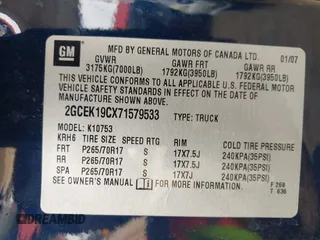 GM
MFD BY GENERAL MOTORS OF CANADA LTD. 01/07
GVWR GAWR FRT GAWR RR
3175KG(7000LB) 1792KG(3950LB) 1792KG(3950LB)
THIS VEHICLE CONFORMS TO ALL APPLICABLE U.S. FEDERAL MOTOR
VEHICLE SAFETY STANDARDS IN EFFECT ON THE DATE OF
MANUFACTURE SHOWN ABOVE.
2GCEK19CX71579533 TYPE: TRUCK
MODEL: K10753
KRH6 TIRE SIZE SPEED RTG RIM COLD TIRE PRESSURE
FRT P265/70R17 S 17X7.5J 240KPA(35PSI)
RR P265/70R17 S 17X7.5J 240KPA(35PSI)
SPA P265/70R17 S 17X7J 240KPA(35PSI)
SEE OWNER'S MANUAL FOR MORE INFORMATION.
F 268
T 636
DREAMBID